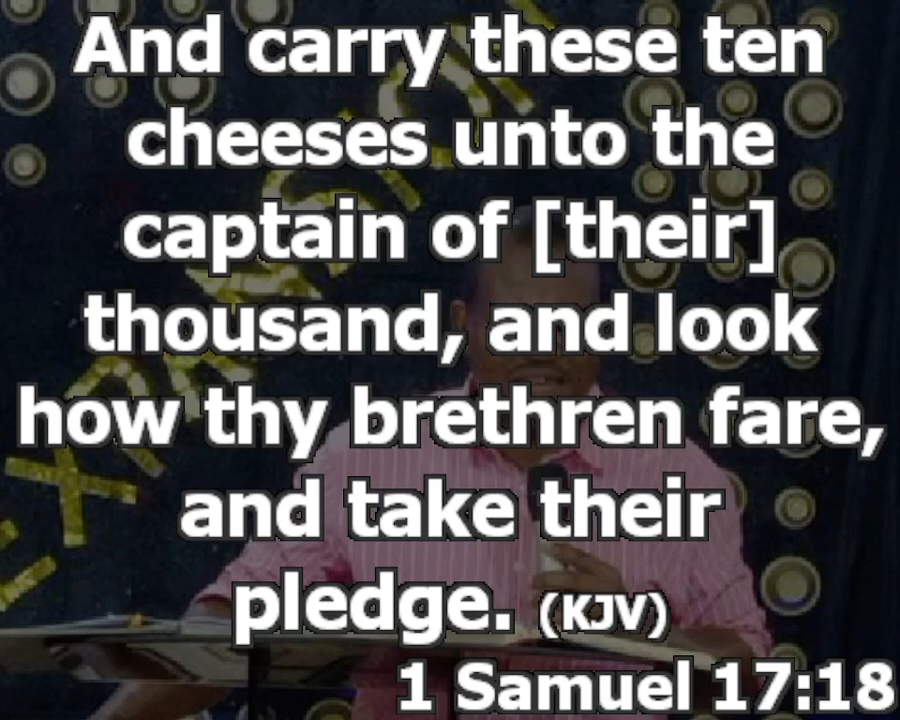 And carry these ten
cheeses unto the
captain of [their]
thousand, and look
how thy brethren fare,
and take their
pledge. (KJV)
1 Samuel 17:18